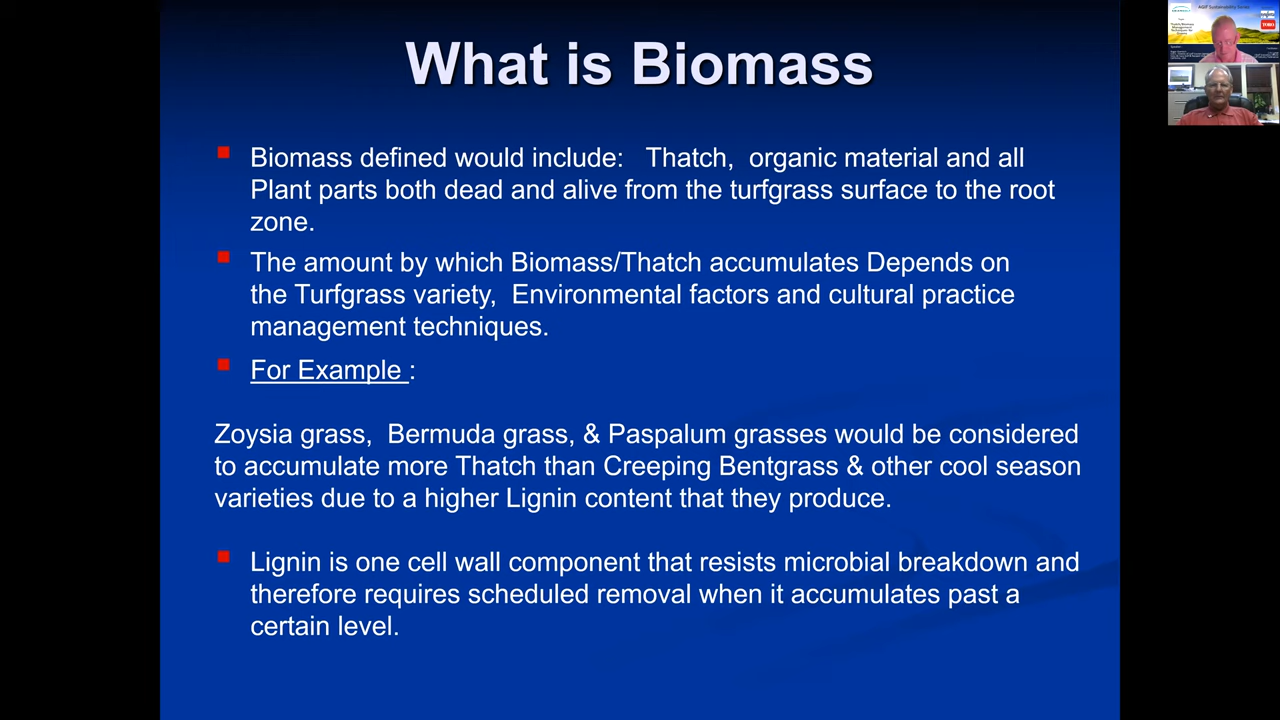 What is Biomass
Biomass defined would include: Thatch, organic material and all
Plant parts both dead and alive from the turfgrass surface to the root
zone.
The amount by which Biomass/Thatch accumulates Depends on
the Turfgrass variety, Environmental factors and cultural practice
management techniques.
For Example :
Zoysia grass, Bermuda grass, & Paspalum grasses would be considered
to accumulate more Thatch than Creeping Bentgrass & other cool season
varieties due to a higher Lignin content that they produce.
Lignin is one cell wall component that resists microbial breakdown and
therefore requires scheduled removal when it accumulates past a
certain level.
TORO